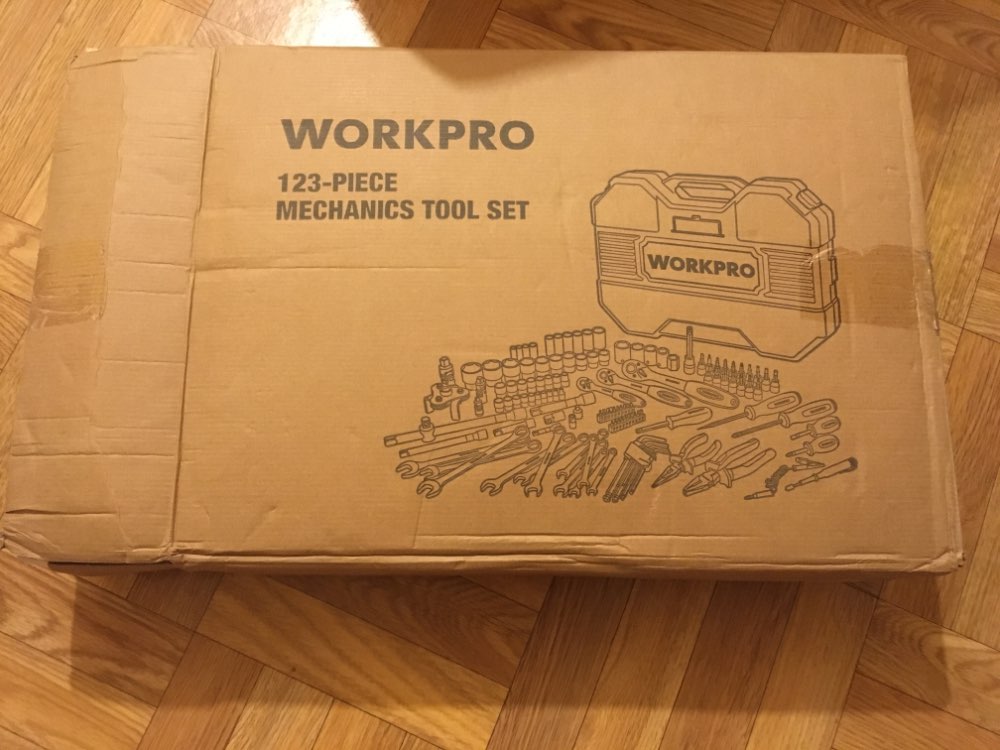 WORKPRO
123-PIECE
MECHANICS TOOL SET
WORKPRO